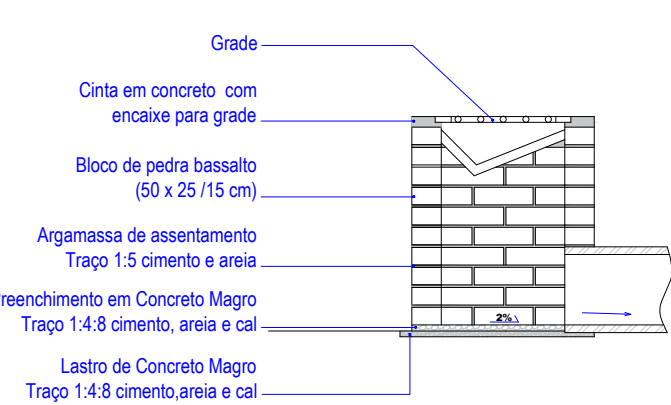 Grade
Cinta em concreto com
encaixe para grade
Bloco de pedra bassalto
(50 x 25 /15 cm)
Argamassa de assentamento
Traço 1:5 cimento e areia
reenchimento em Concreto Magro
Traço 1:4:8 cimento, areia e cal
2%
Lastro de Concreto Magro
Traço 1:4:8 cimento,areia e cal